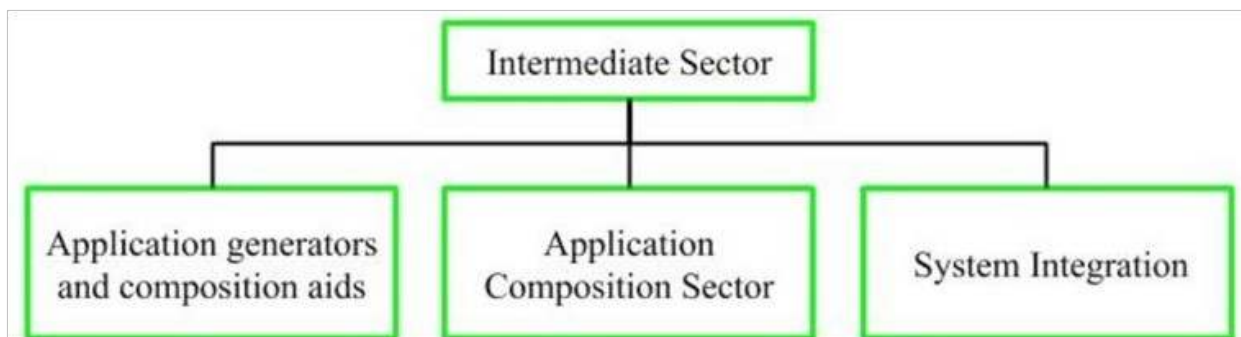 Intermediate Sector
Application generators
and composition aids
Application
Composition Sector
System Integration